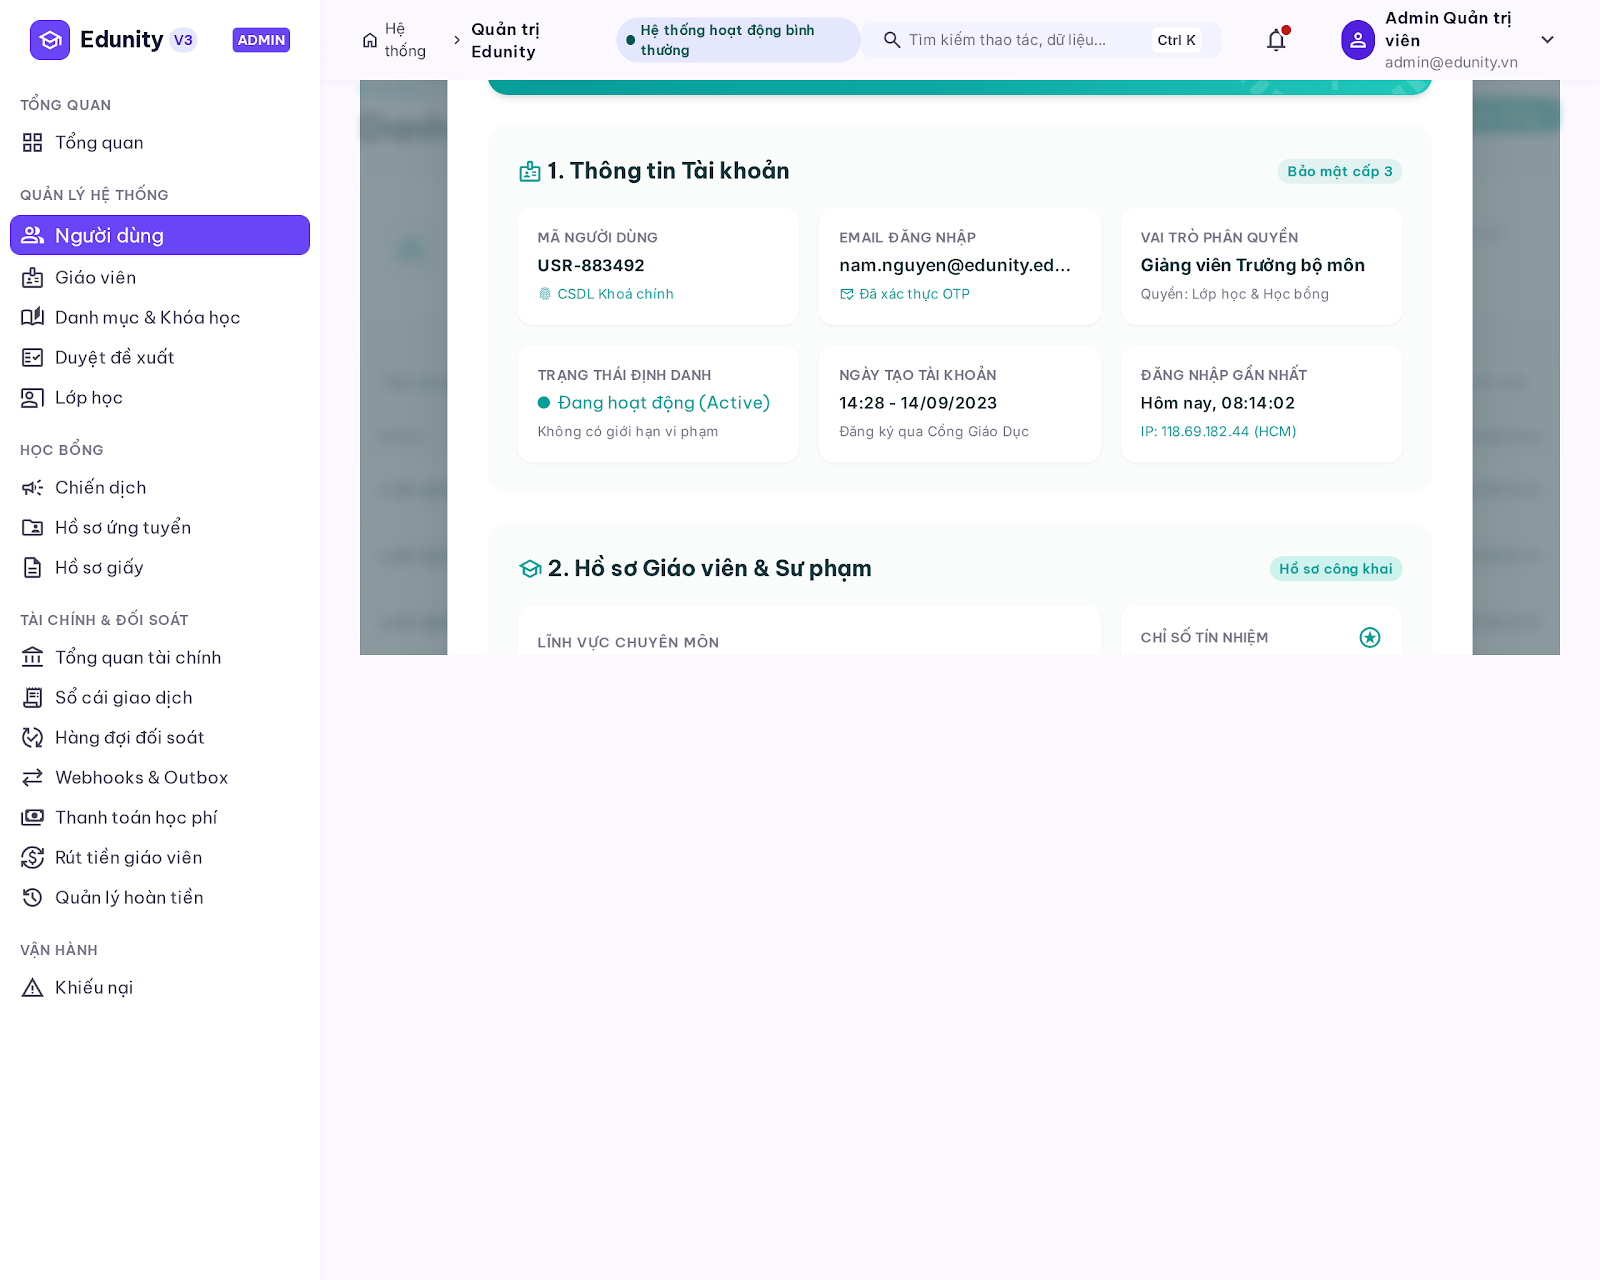 Edunity V3 ADMIN
TỔNG QUAN
Tổng quan
QUẢN LÝ HỆ THỐNG
Người dùng
Giáo viên
Danh mục & Khóa học
Duyệt đề xuất
Lớp học
HỌC BỔNG
Chiến dịch
Hồ sơ ứng tuyển
Hồ sơ giấy
TÀI CHÍNH & ĐỐI SOÁT
Tổng quan tài chính
Sổ cái giao dịch
Hàng đợi đối soát
Webhooks & Outbox
Thanh toán học phí
Rút tiền giáo viên
Quản lý hoàn tiền
VẬN HÀNH
Khiếu nại
Hệ
thống
Quản trị
Edunity
Hệ thống hoạt động bình
thường
Tìm kiếm thao tác, dữ liệu...
Ctrl K
Admin Quản trị
viên
admin@edunity.vn
1. Thông tin Tài khoản
Bảo mật cấp 3
MÃ NGƯỜI DÙNG
USR-883492
CSDL Khoá chính
EMAIL ĐĂNG NHẬP
nam.nguyen@edunity.ed...
Đã xác thực OTP
VAI TRÒ PHÂN QUYỀN
Giảng viên Trưởng bộ môn
Quyền: Lớp học & Học bổng
TRẠNG THÁI ĐỊNH DANH
Đang hoạt động (Active)
Không có giới hạn vi phạm
NGÀY TẠO TÀI KHOẢN
14:28 - 14/09/2023
Đăng ký qua Cổng Giáo Dục
ĐĂNG NHẬP GẦN NHẤT
Hôm nay, 08:14:02
IP: 118.69.182.44 (HCM)
2. Hồ sơ Giáo viên & Sư phạm
Hồ sơ công khai
LĨNH VỰC CHUYÊN MÔN
CHỈ SỐ TÍN NHIỆM